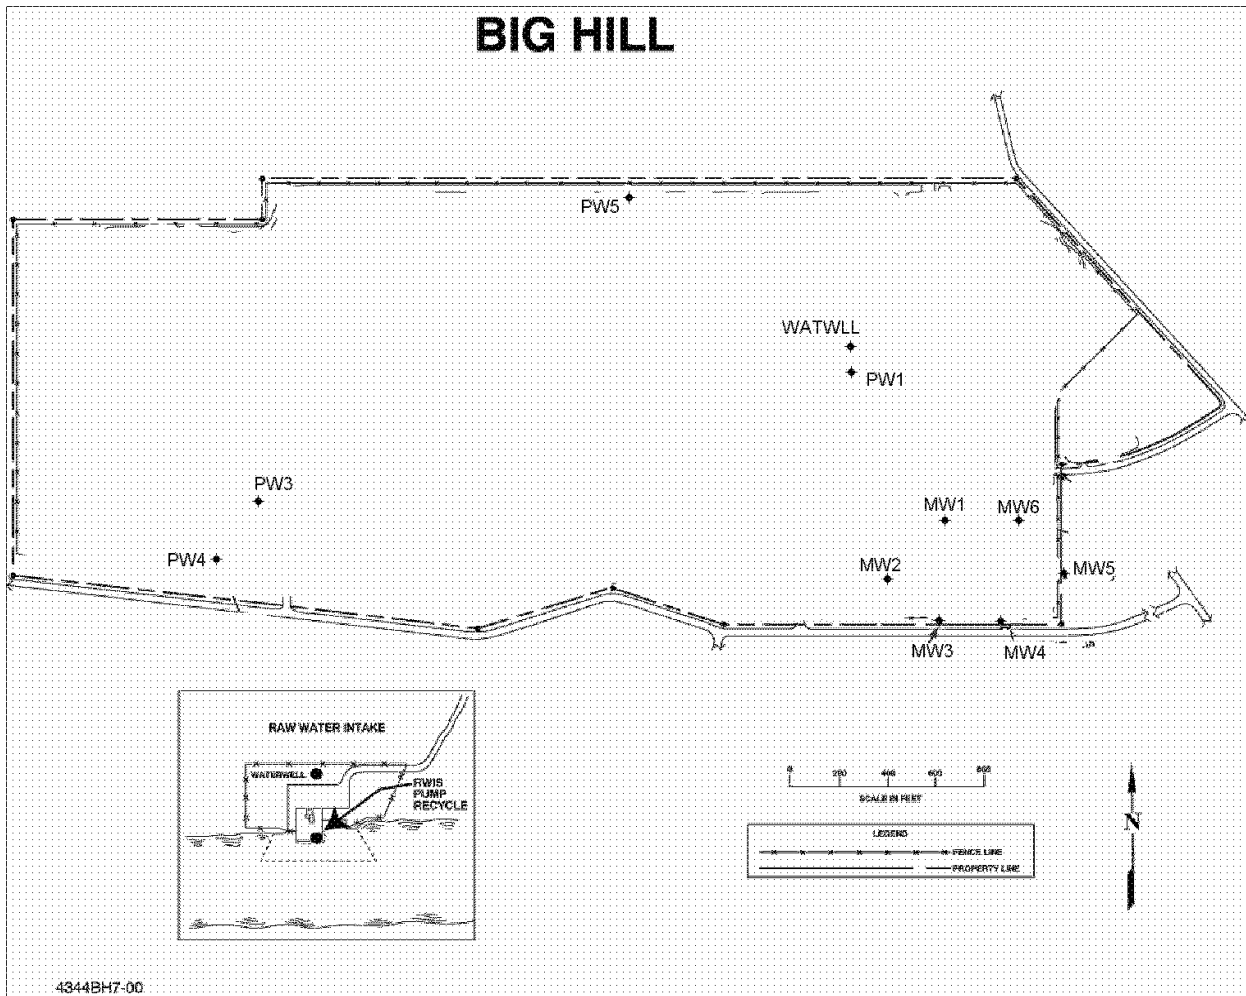 BIG HILL
PW5
WATWLL
PW1
PW3
MW1
MW6
PW4
MW2
MW5
MW3
MW4
RAW WATER INTAKE
WATERWELL
RWIS
PUMP
RECYCLE
0 200 400 600 800
SCALE IN FEET
LEGEND
FENCE LINE
PROPERTY LINE
N
4344BH7-00